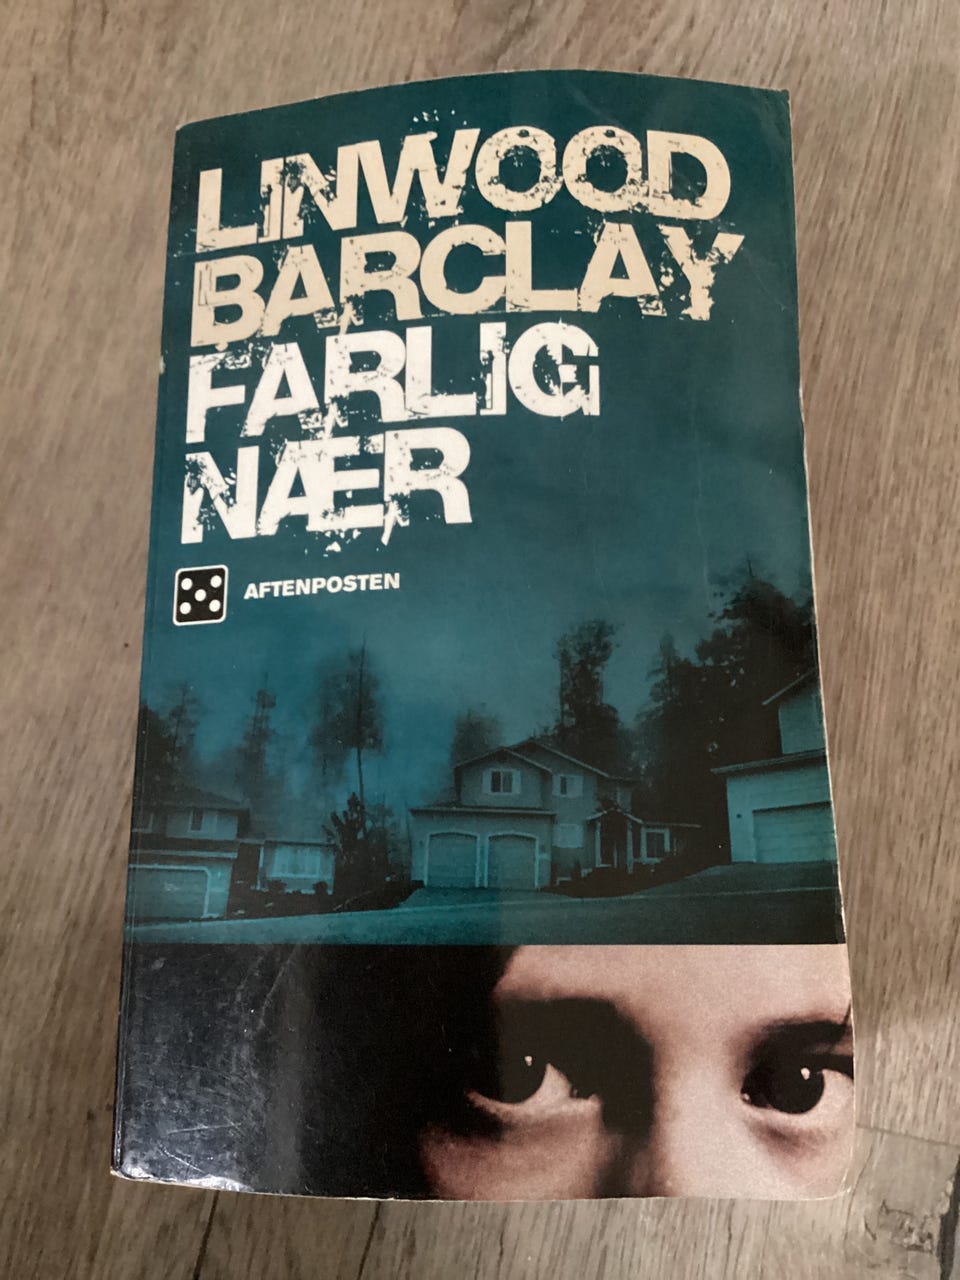 LINWOOD
BARCLAY
FARLIG
NÆR
AFTENPOSTEN